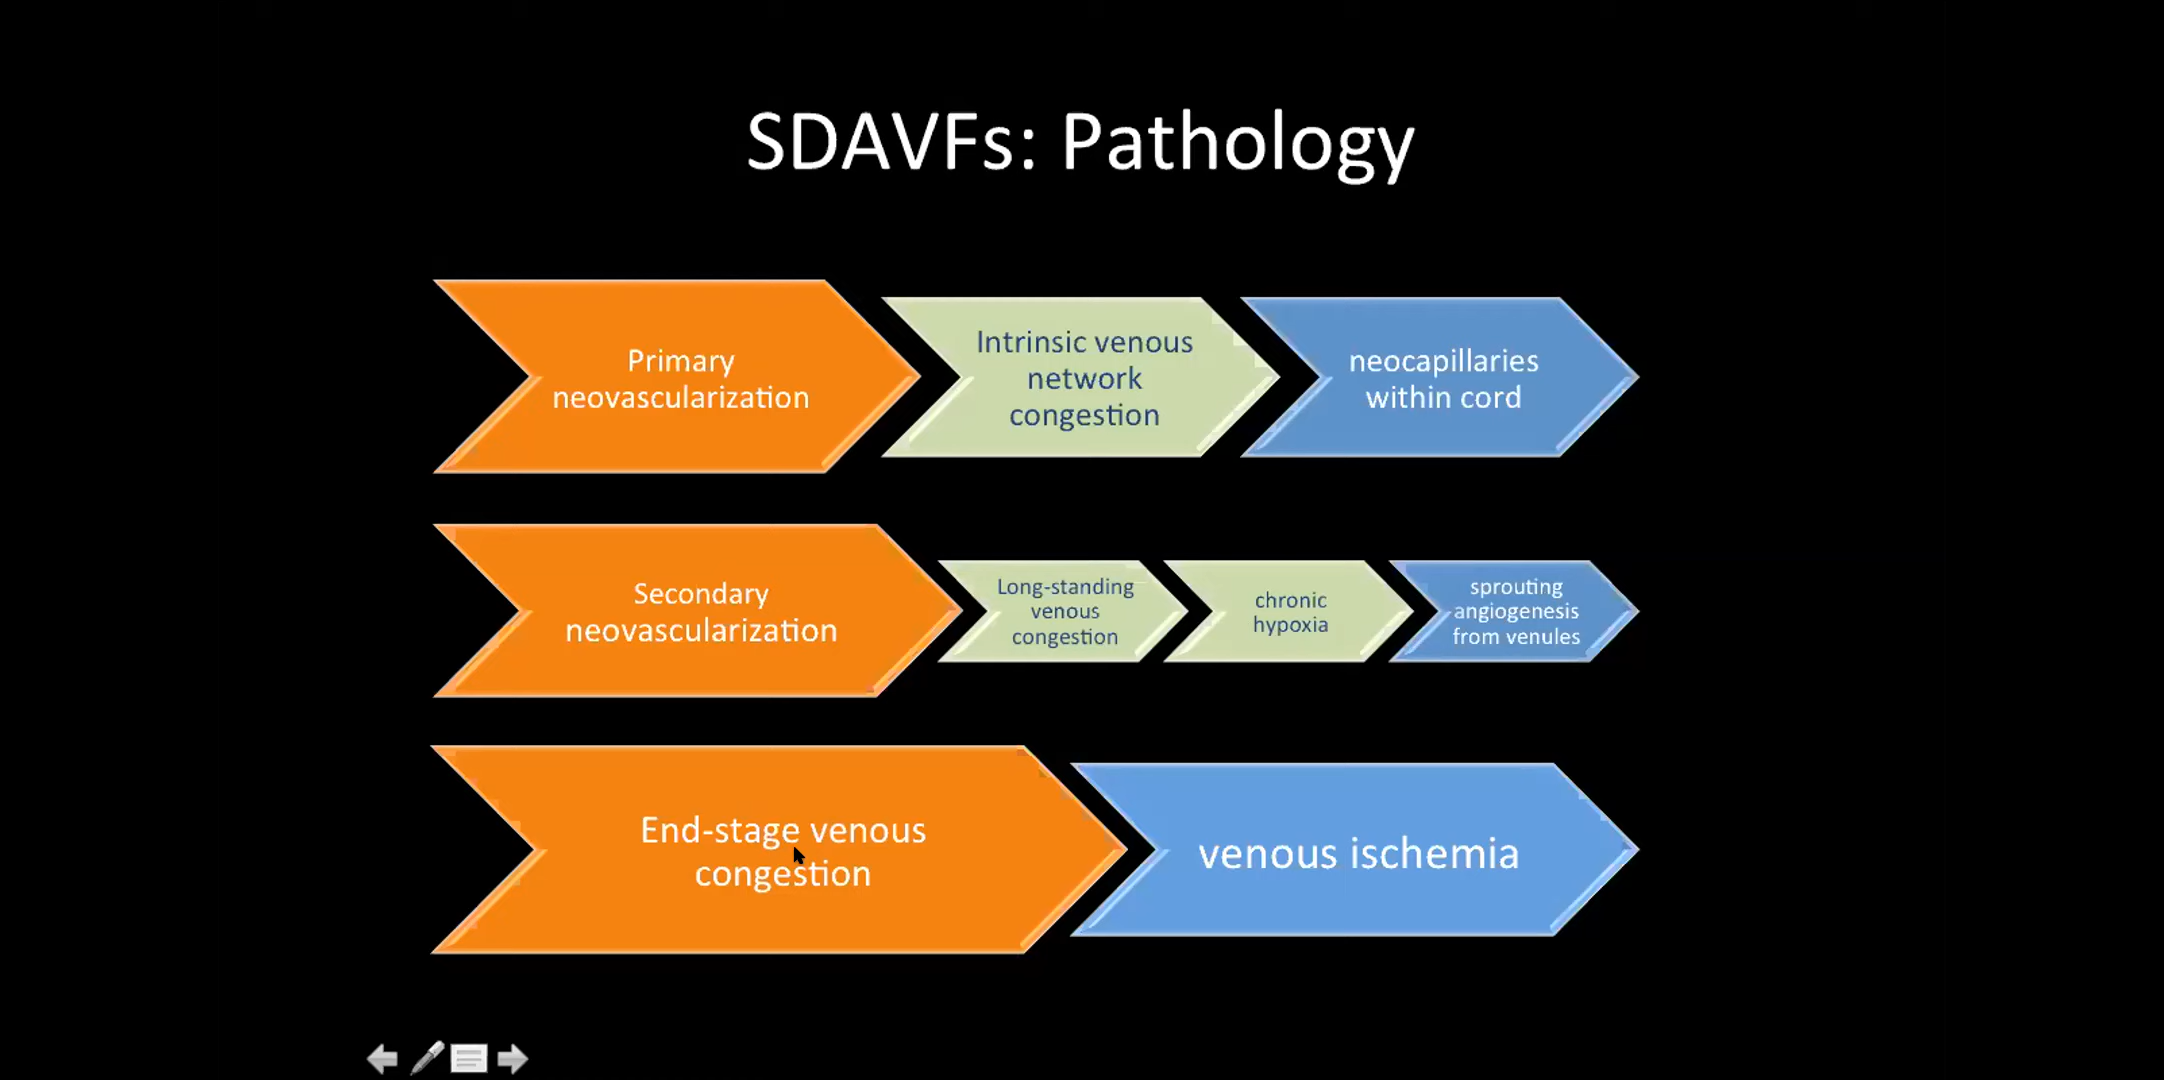 SDAVFs: Pathology
Primary
neovascularization
Intrinsic venous
network
congestion
neocapillaries
within cord
Secondary
neovascularization
Long-standing
venous
congestion
chronic
hypoxia
sprouting
angiogenesis
from venules
End-stage venous
congestion
venous ischemia